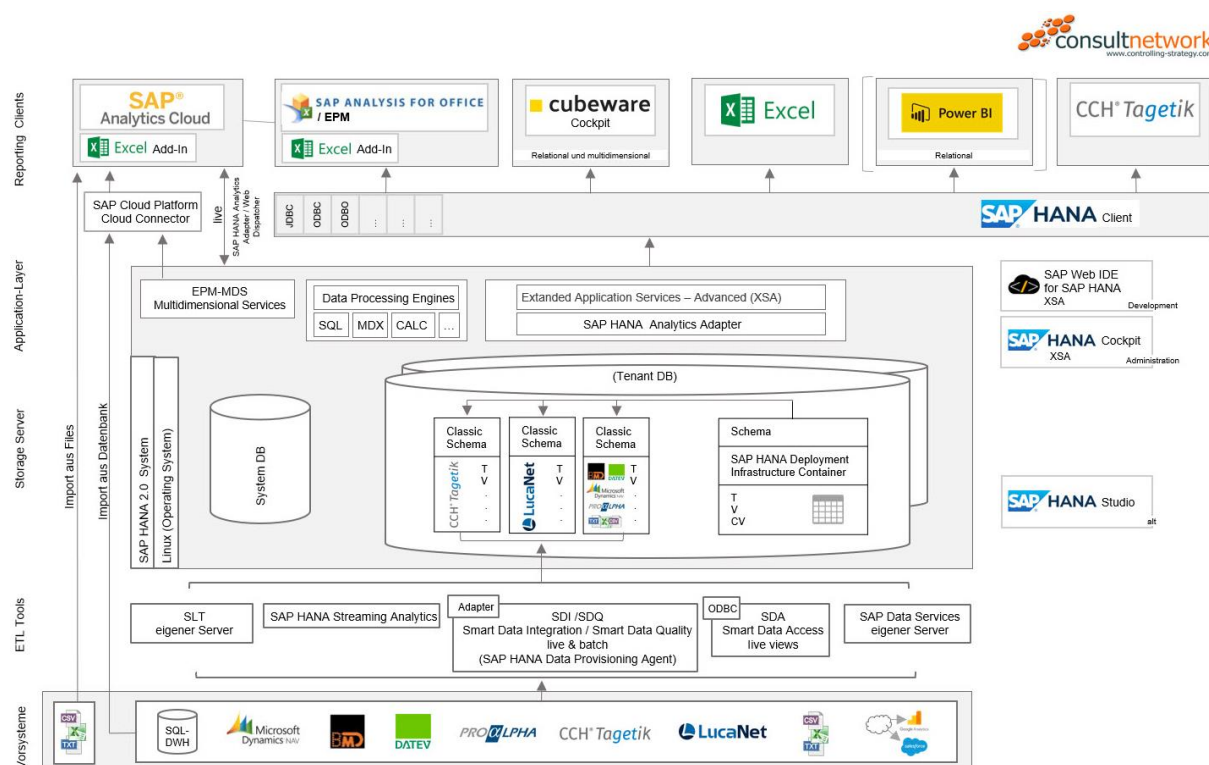 consultnetwork
www.controlling-strategy.com
Reporting Clients
SAP®
Analytics Cloud
Excel Add-In
SAP ANALYSIS FOR OFFICE
/ EPM
Excel Add-In
cubeware
Cockpit
Relational und multidimensional
Excel
Power BI
Relational
CCH® Tagetik
SAP Cloud Platform
Cloud Connector
live
SAP HANA Analytics
Adapter / Web
Dispatcher
JDBC
ODBC
ODBO
...
...
...
SAP HANA Client
Application-Layer
EPM-MDS
Multidimensional Services
Data Processing Engines
SQL
MDX
CALC
...
Extanded Application Services – Advanced (XSA)
SAP HANA Analytics Adapter
SAP Web IDE
for SAP HANA
XSA
Development
SAP HANA Cockpit
XSA
Administration
Storage Server
Import aus Files
Import aus Datenbank
SAP HANA 2.0 System
Linux (Operating System)
System DB
(Tenant DB)
Classic
Schema
CCH® Tagetik
T
V
.
.
Classic
Schema
LucaNet
T
V
.
.
Classic
Schema
BMD
DATEV
Microsoft
Dynamics NAV
PROALPHA
TXT
CSV
T
V
.
.
Schema
SAP HANA Deployment
Infrastructure Container
T
V
CV
SAP HANA Studio
alt
ETL Tools
SLT
eigener Server
SAP HANA Streaming Analytics
Adapter
SDI /SDQ
Smart Data Integration / Smart Data Quality
live & batch
(SAP HANA Data Provisioning Agent)
ODBC
SDA
Smart Data Access
live views
SAP Data Services
eigener Server
Vorsysteme
CSV
X
TXT
SQL-
DWH
Microsoft
Dynamics NAV
BMD
DATEV
PROALPHA
CCH® Tagetik
LucaNet
CSV
X
TXT
Google Analytics
salesforce